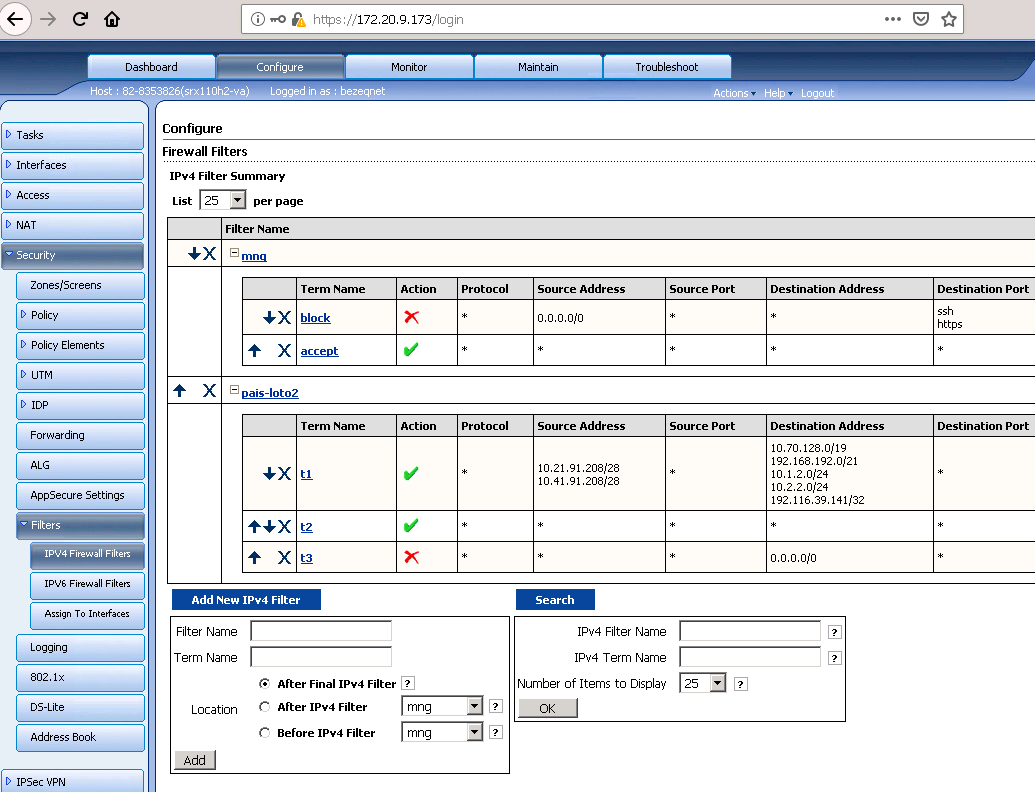 https://172.20.9.173/login
Dashboard
Configure
Monitor
Maintain
Troubleshoot
Host : 82-8353826(srx110h2-va)
Logged in as : bezeqnet
Actions
Help
Logout
Tasks
Interfaces
Access
NAT
Security
Zones/Screens
Policy
Policy Elements
UTM
IDP
Forwarding
ALG
AppSecure Settings
Filters
IPV4 Firewall Filters
IPV6 Firewall Filters
Assign To Interfaces
Logging
802.1x
DS-Lite
Address Book
IPSec VPN
Configure
Firewall Filters
IPv4 Filter Summary
List 25 per page
Filter Name
X mng
Term Name Action Protocol Source Address Source Port Destination Address Destination Port
X block * 0.0.0.0/0 * * ssh
https
X accept * * * * *
X pais-loto2
Term Name Action Protocol Source Address Source Port Destination Address Destination Port
X t1 * 10.21.91.208/28 * 10.70.128.0/19 *
10.41.91.208/28 192.168.192.0/21
10.1.2.0/24
10.2.2.0/24
192.116.39.141/32
X t2 * * * * *
X t3 * * * 0.0.0.0/0 *
Add New IPv4 Filter
Filter Name
Term Name
Location
After Final IPv4 Filter ?
After IPv4 Filter mng ?
Before IPv4 Filter mng ?
Add
Search
IPv4 Filter Name ?
IPv4 Term Name ?
Number of Items to Display 25 ?
OK